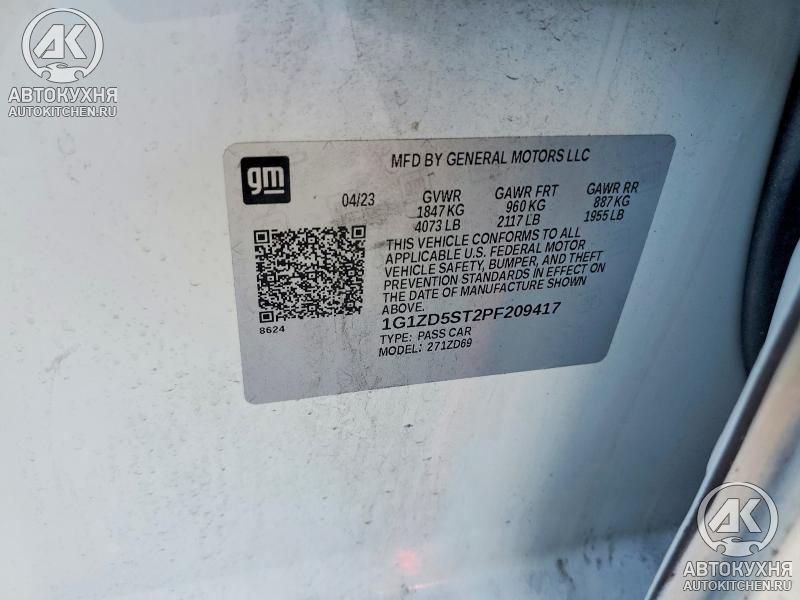 AK
АВТОКУХНЯ
AUTOKITCHEN.RU
gm
MFD BY GENERAL MOTORS LLC
04/23 GVWR GAWR FRT GAWR RR
1847 KG 960 KG 887 KG
4073 LB 2117 LB 1955 LB
THIS VEHICLE CONFORMS TO ALL
APPLICABLE U.S. FEDERAL MOTOR
VEHICLE SAFETY, BUMPER, AND THEFT
PREVENTION STANDARDS IN EFFECT ON
THE DATE OF MANUFACTURE SHOWN
ABOVE.
8624
1G1ZD5ST2PF209417
TYPE: PASS CAR
MODEL: 271ZD69
AK
АВТОКУХНЯ
AUTOKITCHEN.RU